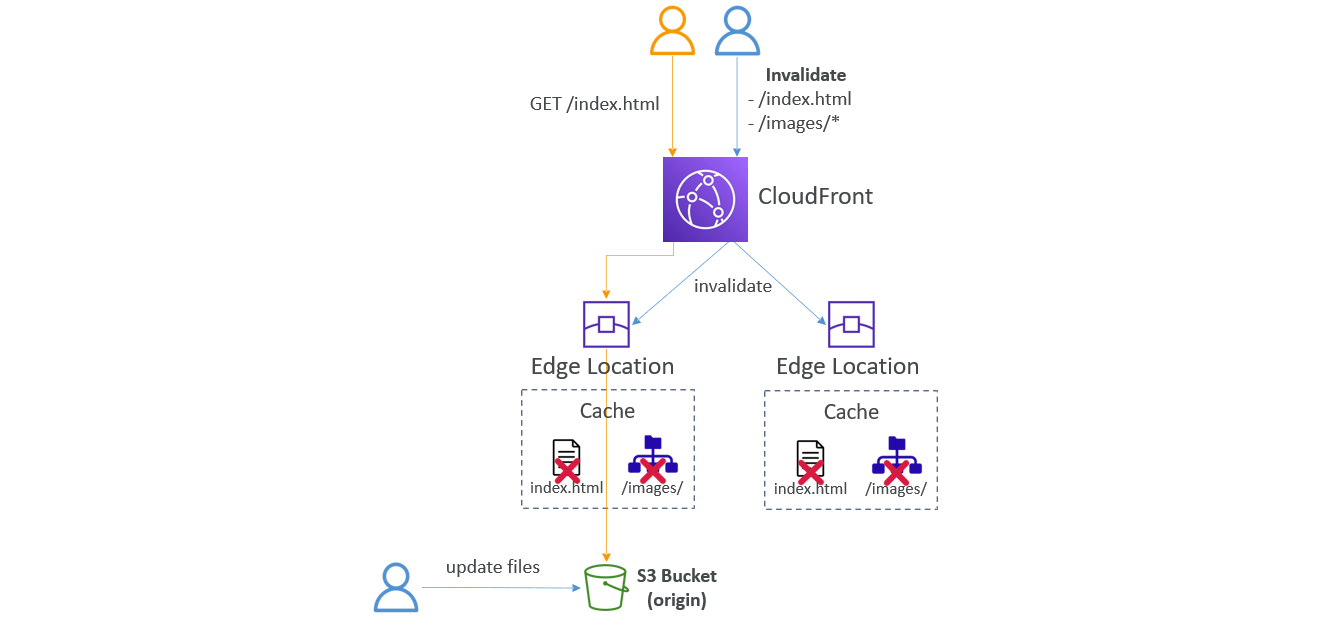 GET /index.html
Invalidate
- /index.html
- /images/*
CloudFront
invalidate
Edge Location
Edge Location
Cache
Cache
index.html
/images/
index.html
/images/
update files
S3 Bucket
(origin)